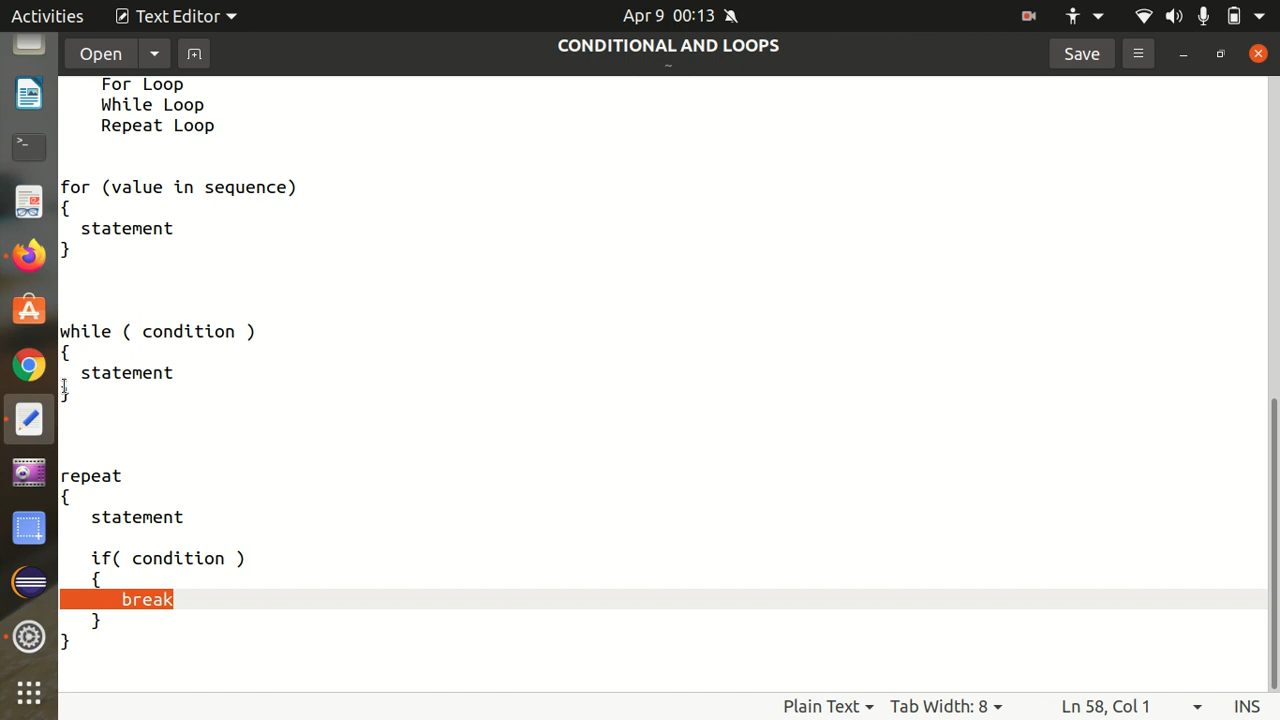 Activities
Text Editor
Apr 9 00:13
Open
CONDITIONAL AND LOOPS
~
Save
For Loop
While Loop
Repeat Loop
for (value in sequence)
{
statement
}
while ( condition )
{
statement
}
repeat
{
statement
if( condition )
{
break
}
}
Plain Text
Tab Width: 8
Ln 58, Col 1
INS